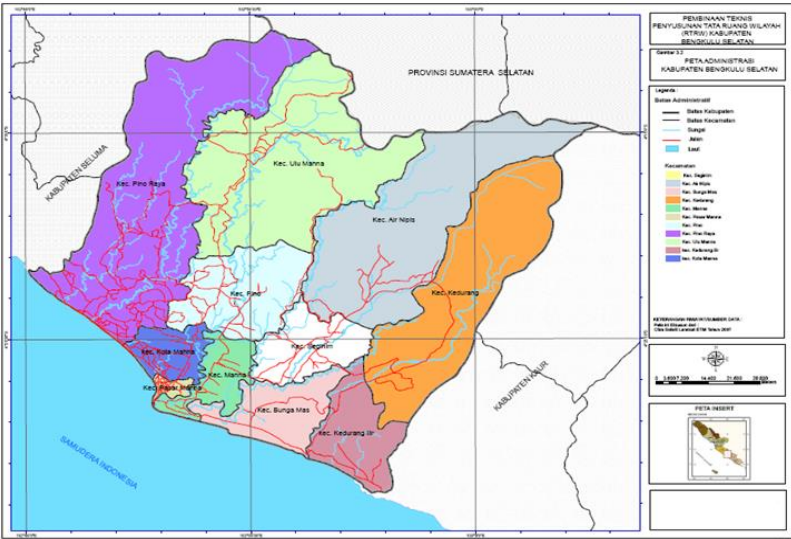 PEMBINAAN TEKNIS
PENYUSUNAN TATA RUANG WILAYAH
(RTRW) KABUPATEN
BENGKULU SELATAN
Gambar 3.2
PETA ADMINISTRASI
KABUPATEN BENGKULU SELATAN
Legenda :
Batas Administratif
Batas Kabupaten
Batas Kecamatan
Sungai
Jalan
Laut
Kecamatan
Kec. Seginim
Kec. Air Nipis
Kec. Bunga Mas
Kec. Kedurang
Kec. Manna
Kec. Pasar Manna
Kec. Pino
Kec. Pino Raya
Kec. Ulu Manna
kec. Kedurang Ilir
kec. Kota Manna
PETA INSERT
PROVINSI SUMATERA SELATAN
KABUPATEN SELUMA
Kec. Pino Raya
Kec. Ulu Manna
Kec. Air Nipis
Kec. Pino
Kec. Kedurang
kec. Kota Manna
Kec. Seginim
Kec. Manna
Kec. Pasar Manna
Kec. Bunga Mas
kec. Kedurang Ilir
KABUPATEN KAUR
SAMUDERA INDONESIA